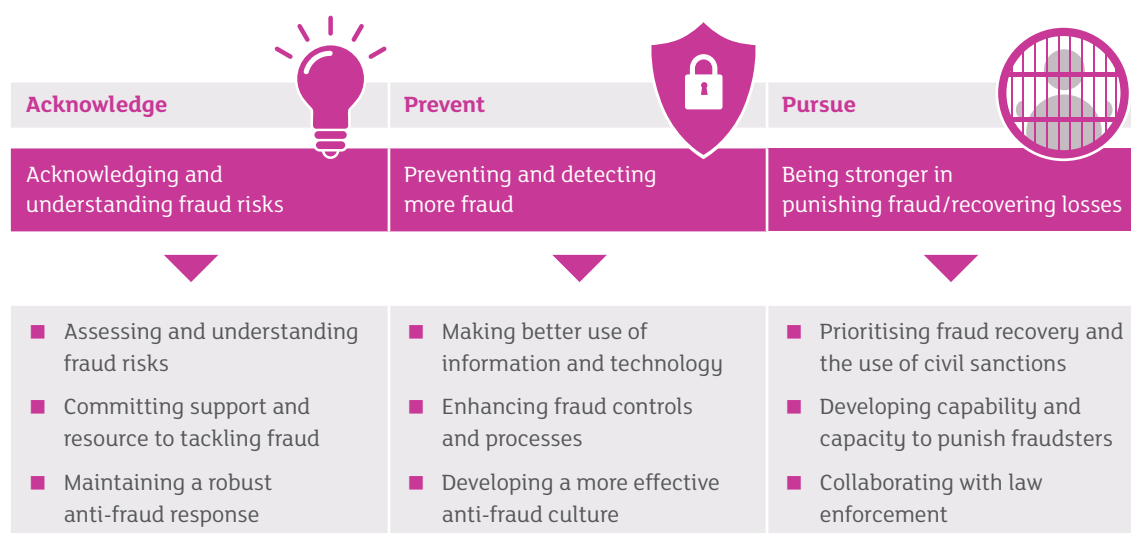 Acknowledge
Prevent
Pursue
Acknowledging and
understanding fraud risks
Preventing and detecting
more fraud
Being stronger in
punishing fraud/recovering losses
■ Assessing and understanding
fraud risks
■ Committing support and
resource to tackling fraud
■ Maintaining a robust
anti-fraud response
■ Making better use of
information and technology
■ Enhancing fraud controls
and processes
■ Developing a more effective
anti-fraud culture
■ Prioritising fraud recovery and
the use of civil sanctions
■ Developing capability and
capacity to punish fraudsters
■ Collaborating with law
enforcement